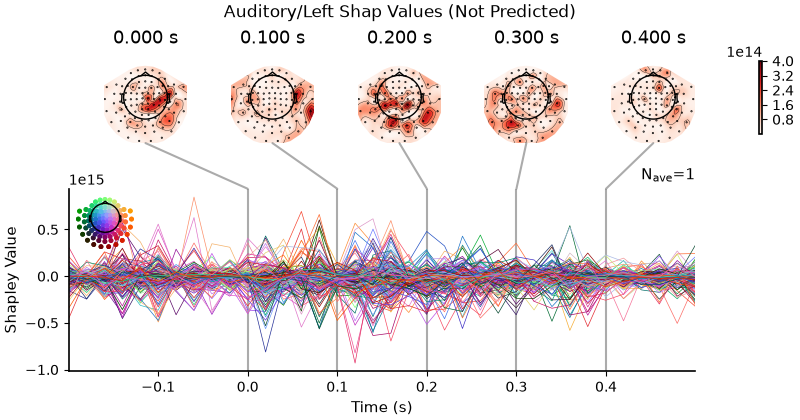 Auditory/Left Shap Values (Not Predicted)
0.000 s 0.100 s 0.200 s 0.300 s 0.400 s
1e14
4.0
3.2
2.4
1.6
0.8
Nave=1
1e15
0.5
0.0
−0.5
−1.0
Shapley Value
−0.1 0.0 0.1 0.2 0.3 0.4
Time (s)